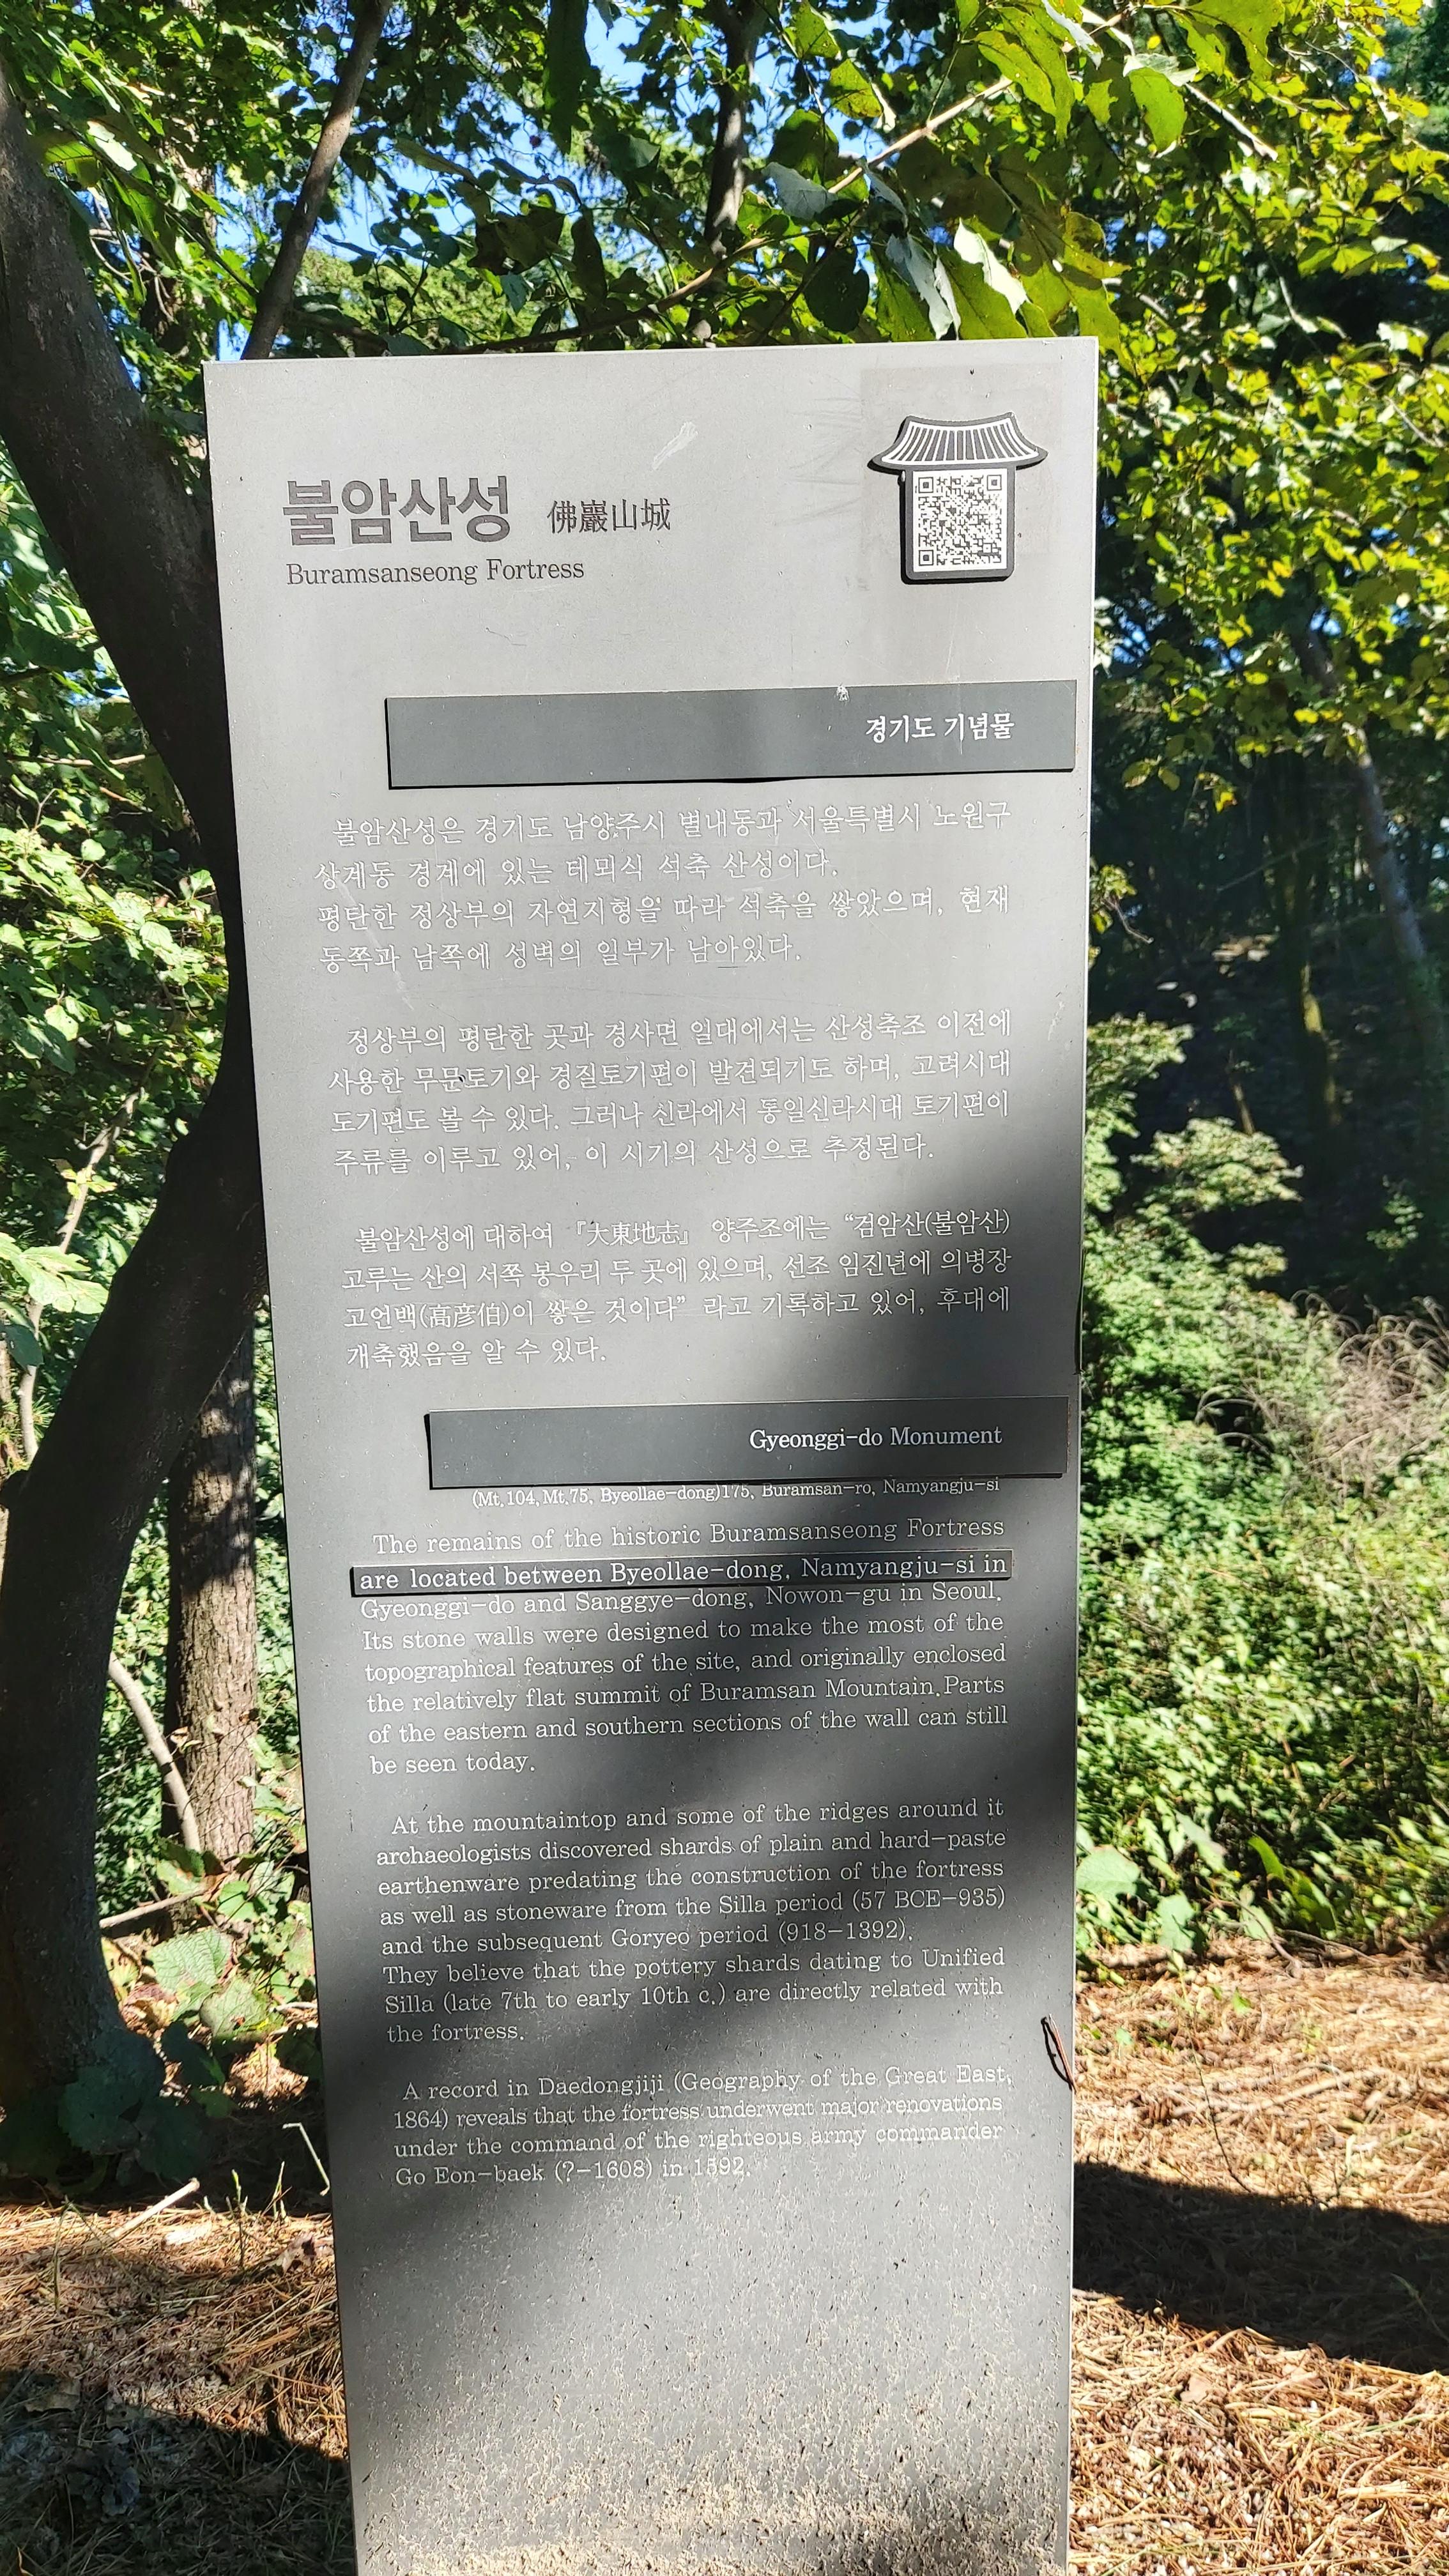 불암산성 佛巖山城
Buramsanseong Fortress
경기도 기념물
불암산성은 경기도 남양주시 별내동과 서울특별시 노원구
상계동 경계에 있는 테뫼식 석축 산성이다.
평탄한 정상부의 자연지형을 따라 석축을 쌓았으며, 현재
동쪽과 남쪽에 성벽의 일부가 남아있다.
정상부의 평탄한 곳과 경사면 일대에서는 산성축조 이전에
사용한 무문토기와 경질토기편이 발견되기도 하며, 고려시대
도기편도 볼 수 있다. 그러나 신라에서 통일신라시대 토기편이
주류를 이루고 있어, 이 시기의 산성으로 추정된다.
불암산성에 대하여 『大東地志』 양주조에는 “검암산(불암산)
고루는 산의 서쪽 봉우리 두 곳에 있으며, 선조 임진년에 의병장
고언백(高彦伯)이 쌓은 것이다” 라고 기록하고 있어, 후대에
개축했음을 알 수 있다.
Gyeonggi-do Monument
(Mt.104, Mt.75, Byeollae-dong)175, Buramsan-ro, Namyangju-si
The remains of the historic Buramsanseong Fortress
are located between Byeollae-dong, Namyangju-si in
Gyeonggi-do and Sanggye-dong, Nowon-gu in Seoul.
Its stone walls were designed to make the most of the
topographical features of the site, and originally enclosed
the relatively flat summit of Buramsan Mountain.Parts
of the eastern and southern sections of the wall can still
be seen today.
At the mountaintop and some of the ridges around it
archaeologists discovered shards of plain and hard-paste
earthenware predating the construction of the fortress
as well as stoneware from the Silla period (57 BCE-935)
and the subsequent Goryeo period (918-1392).
They believe that the pottery shards dating to Unified
Silla (late 7th to early 10th c.) are directly related with
the fortress.
A record in Daedongjiji (Geography of the Great East,
1864) reveals that the fortress underwent major renovations
under the command of the righteous army commander
Go Eon-baek (?-1608) in 1592.